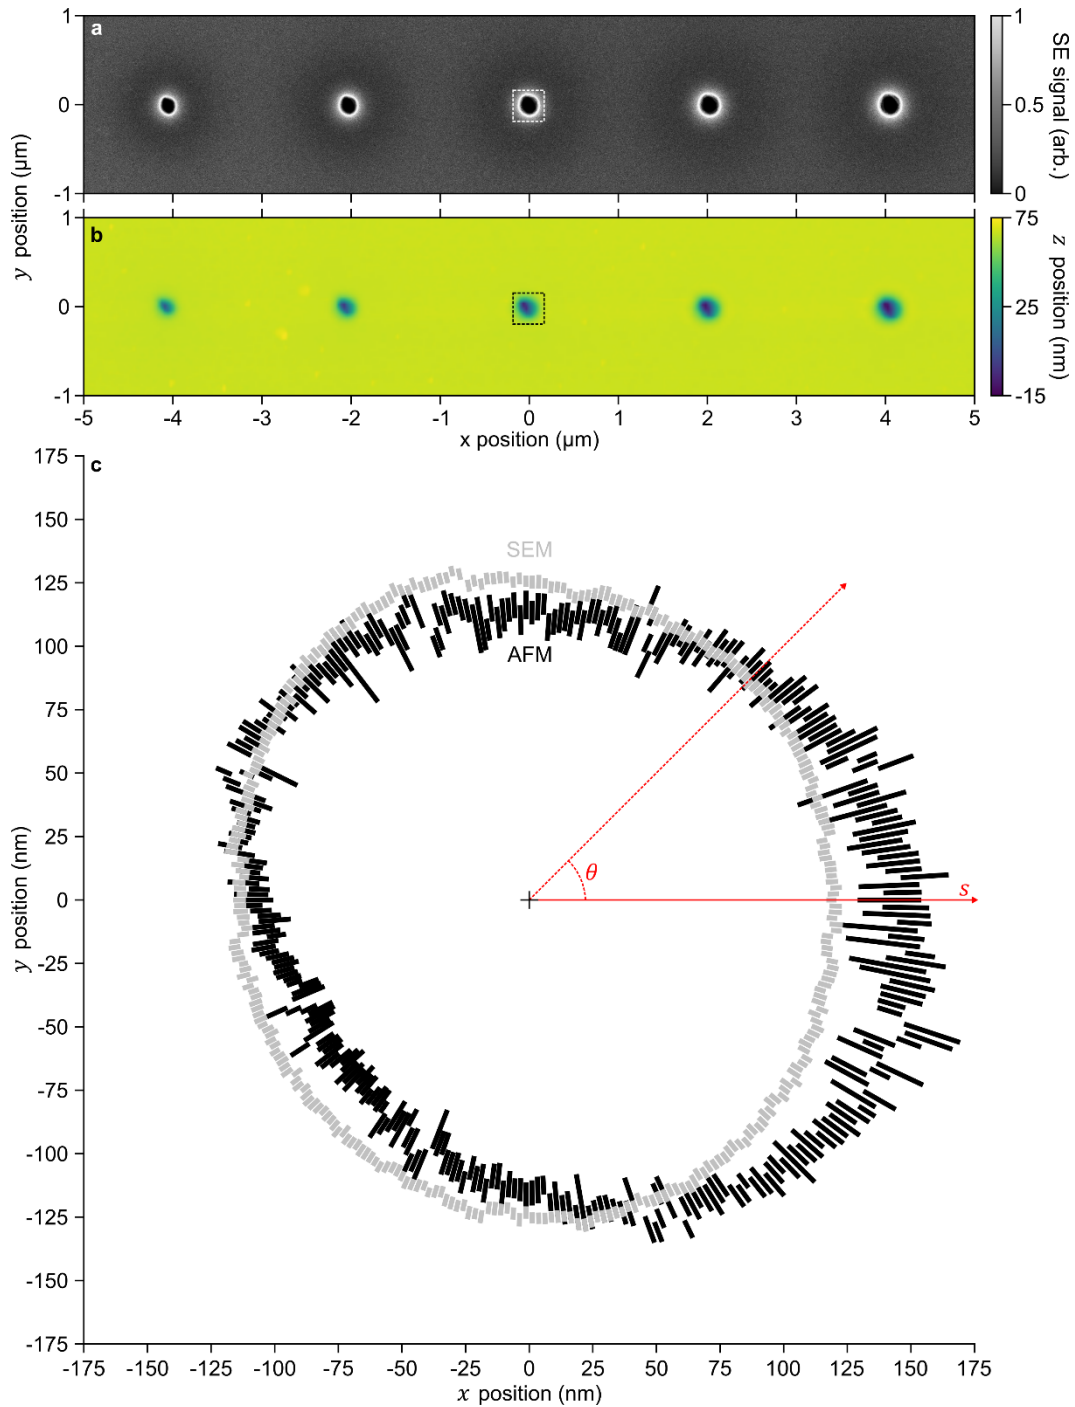 a
1
0
-1
y position (µm)
1
0.5
0
SE signal (arb.)
b
1
0
-1
75
25
-15
z position (nm)
-5 -4 -3 -2 -1 0 1 2 3 4 5
x position (µm)
c
175
150
125
100
75
50
25
0
-25
-50
-75
-100
-125
-150
-175
y position (nm)
SEM
AFM
θ
s
-175 -150 -125 -100 -75 -50 -25 0 25 50 75 100 125 150 175
x position (nm)